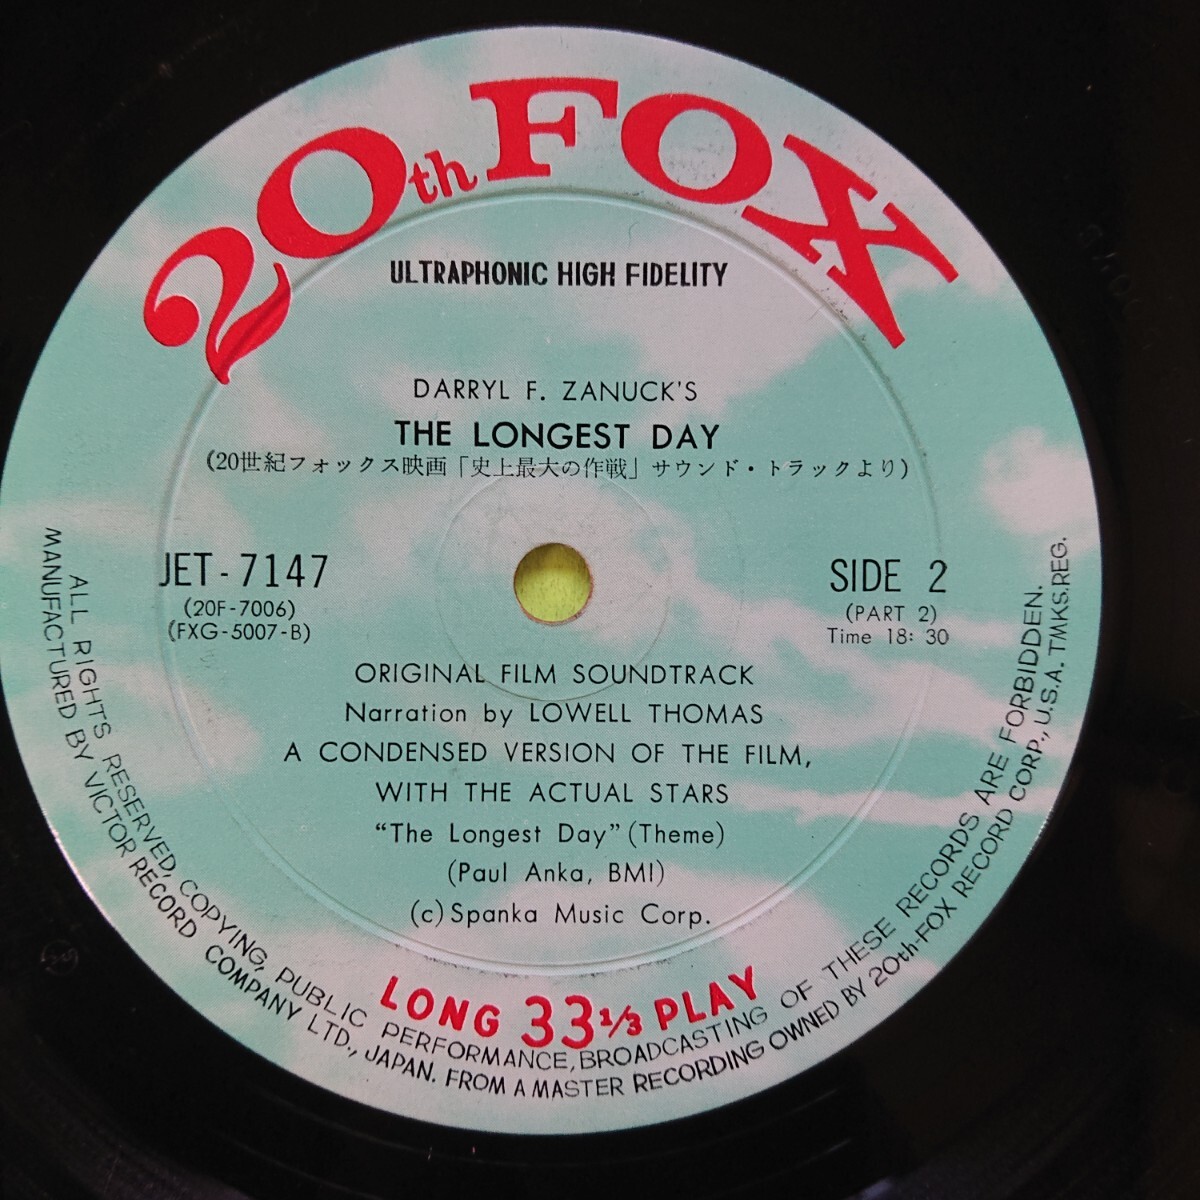 20th FOX
ULTRAPHONIC HIGH FIDELITY
DARRYL F. ZANUCK'S
THE LONGEST DAY
(20世紀フォックス映画「史上最大の作戦」サウンド・トラックより)
JET-7147
(20F-7006)
(FXG-5007-B)
SIDE 2
(PART 2)
Time 18: 30
ORIGINAL FILM SOUNDTRACK
Narration by LOWELL THOMAS
A CONDENSED VERSION OF THE FILM,
WITH THE ACTUAL STARS
"The Longest Day" (Theme)
(Paul Anka, BMI)
(c) Spanka Music Corp.
LONG 33 1/3 PLAY
ALL RIGHTS RESERVED, COPYING, PUBLIC PERFORMANCE, BROADCASTING OF THESE RECORDS ARE FORBIDDEN.
MANUFACTURED BY VICTOR RECORD COMPANY LTD., JAPAN. FROM A MASTER RECORDING OWNED BY 20th-FOX RECORD CORP., U.S.A. TMKS. REG.